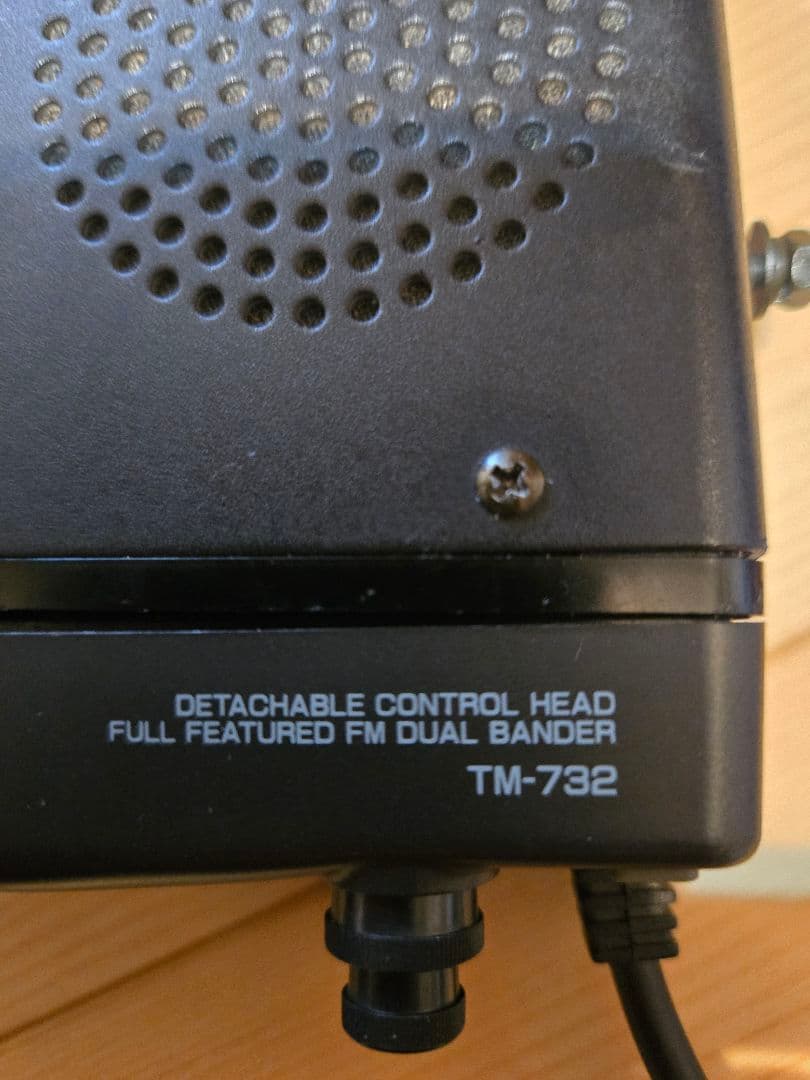 DETACHABLE CONTROL HEAD
FULL FEATURED FM DUAL BANDER
TM-732